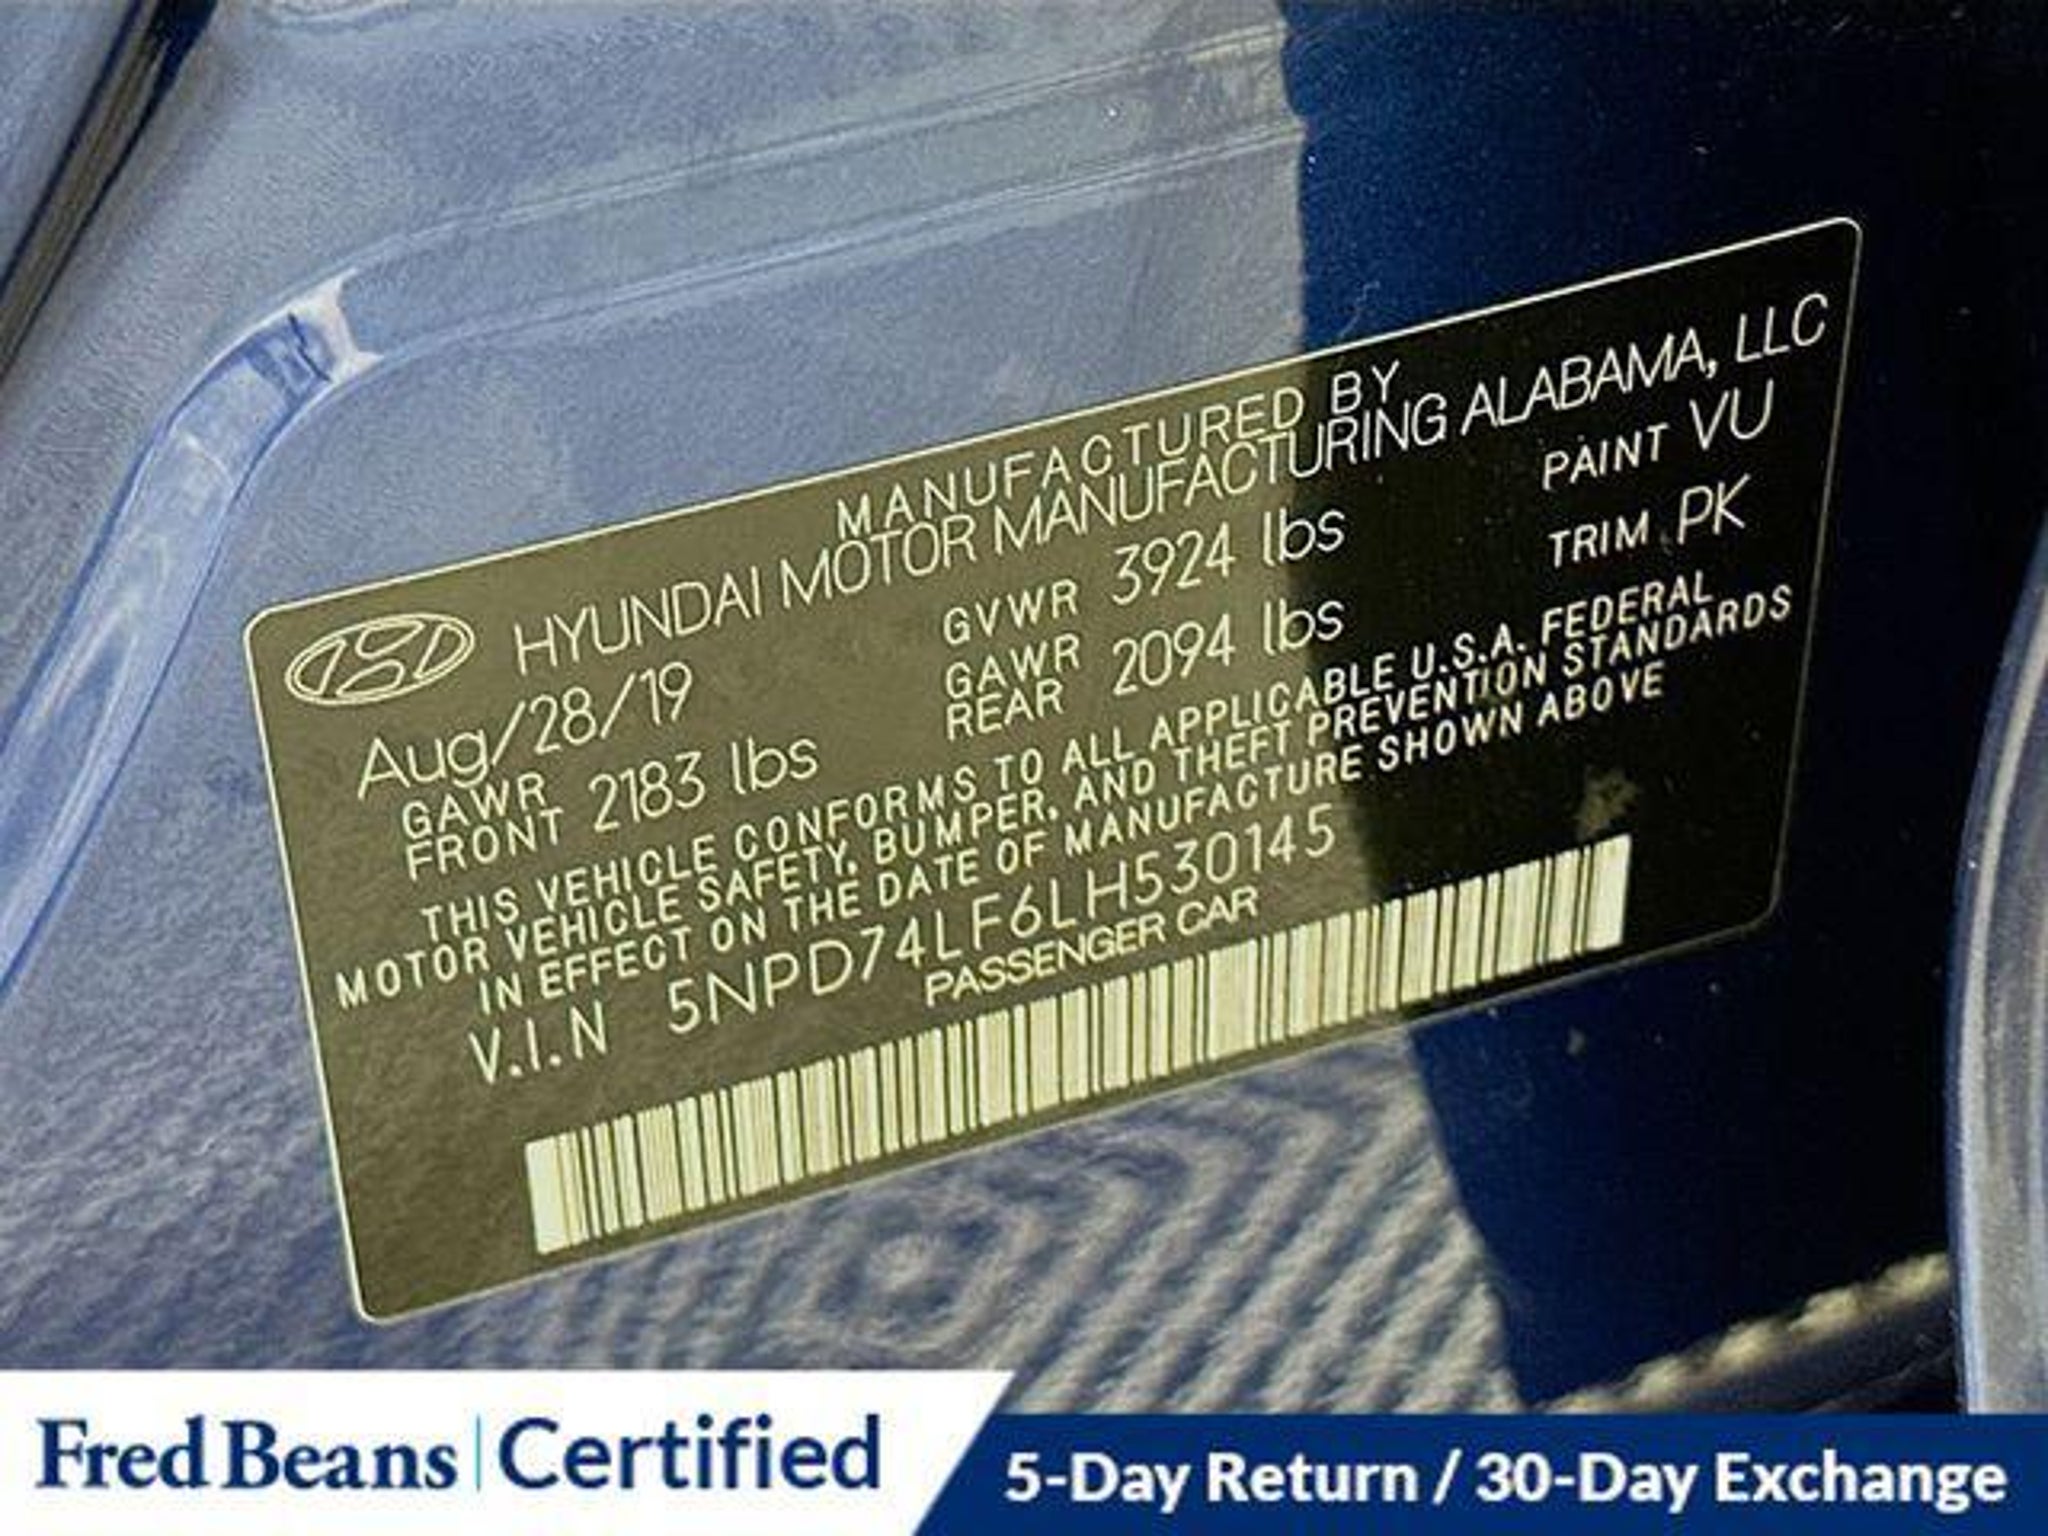 MANUFACTURED BY
HYUNDAI MOTOR MANUFACTURING ALABAMA, LLC
Aug/28/19 GVWR 3924 lbs PAINT VU
GAWR FRONT 2183 lbs GAWR REAR 2094 lbs TRIM PK
THIS VEHICLE CONFORMS TO ALL APPLICABLE U.S.A. FEDERAL
MOTOR VEHICLE SAFETY, BUMPER, AND THEFT PREVENTION STANDARDS
IN EFFECT ON THE DATE OF MANUFACTURE SHOWN ABOVE
V.I.N 5NPD74LF6LH530145
PASSENGER CAR
Fred Beans Certified
5-Day Return / 30-Day Exchange